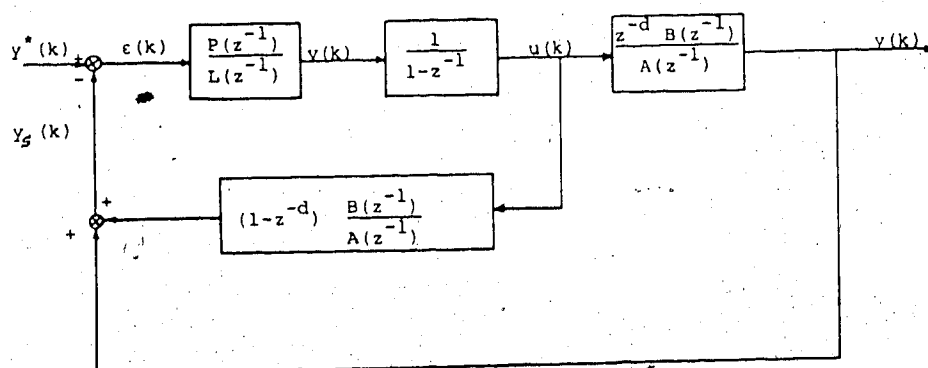 Y*(k)
+
−
ε(k)
P(z⁻¹)
L(z⁻¹)
v(k)
1
1-z⁻¹
u(k)
z⁻ᵈ B(z⁻¹)
A(z⁻¹)
y(k)
Y_S(k)
+
+
(1-z⁻ᵈ) B(z⁻¹)
A(z⁻¹)